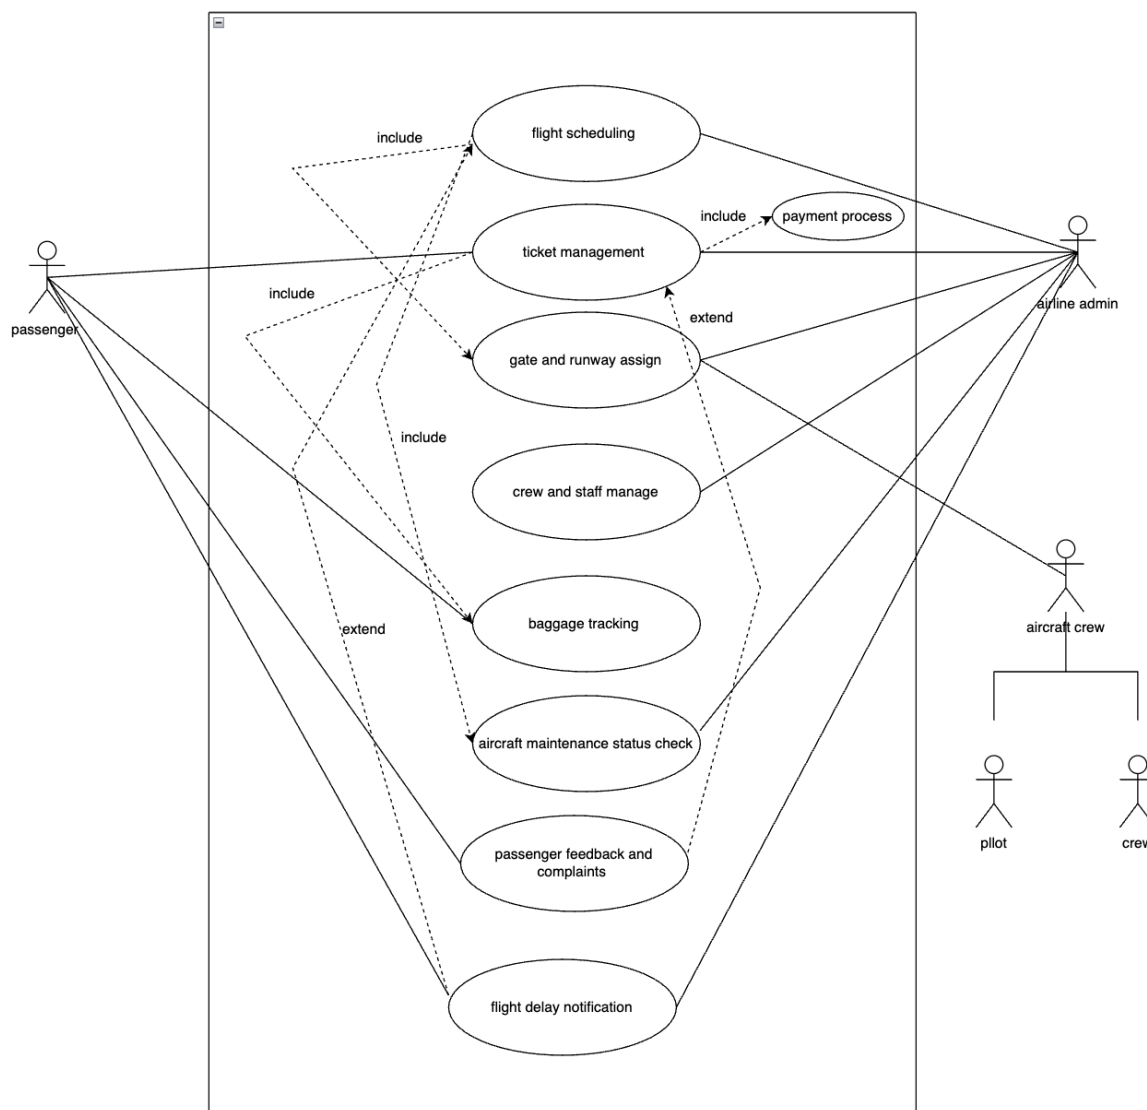 flight scheduling
include
payment process
include
ticket management
airline admin
passenger
include
extend
gate and runway assign
include
crew and staff manage
baggage tracking
extend
aircraft crew
aircraft maintenance status check
pllot
crew
passenger feedback and
complaints
flight delay notification